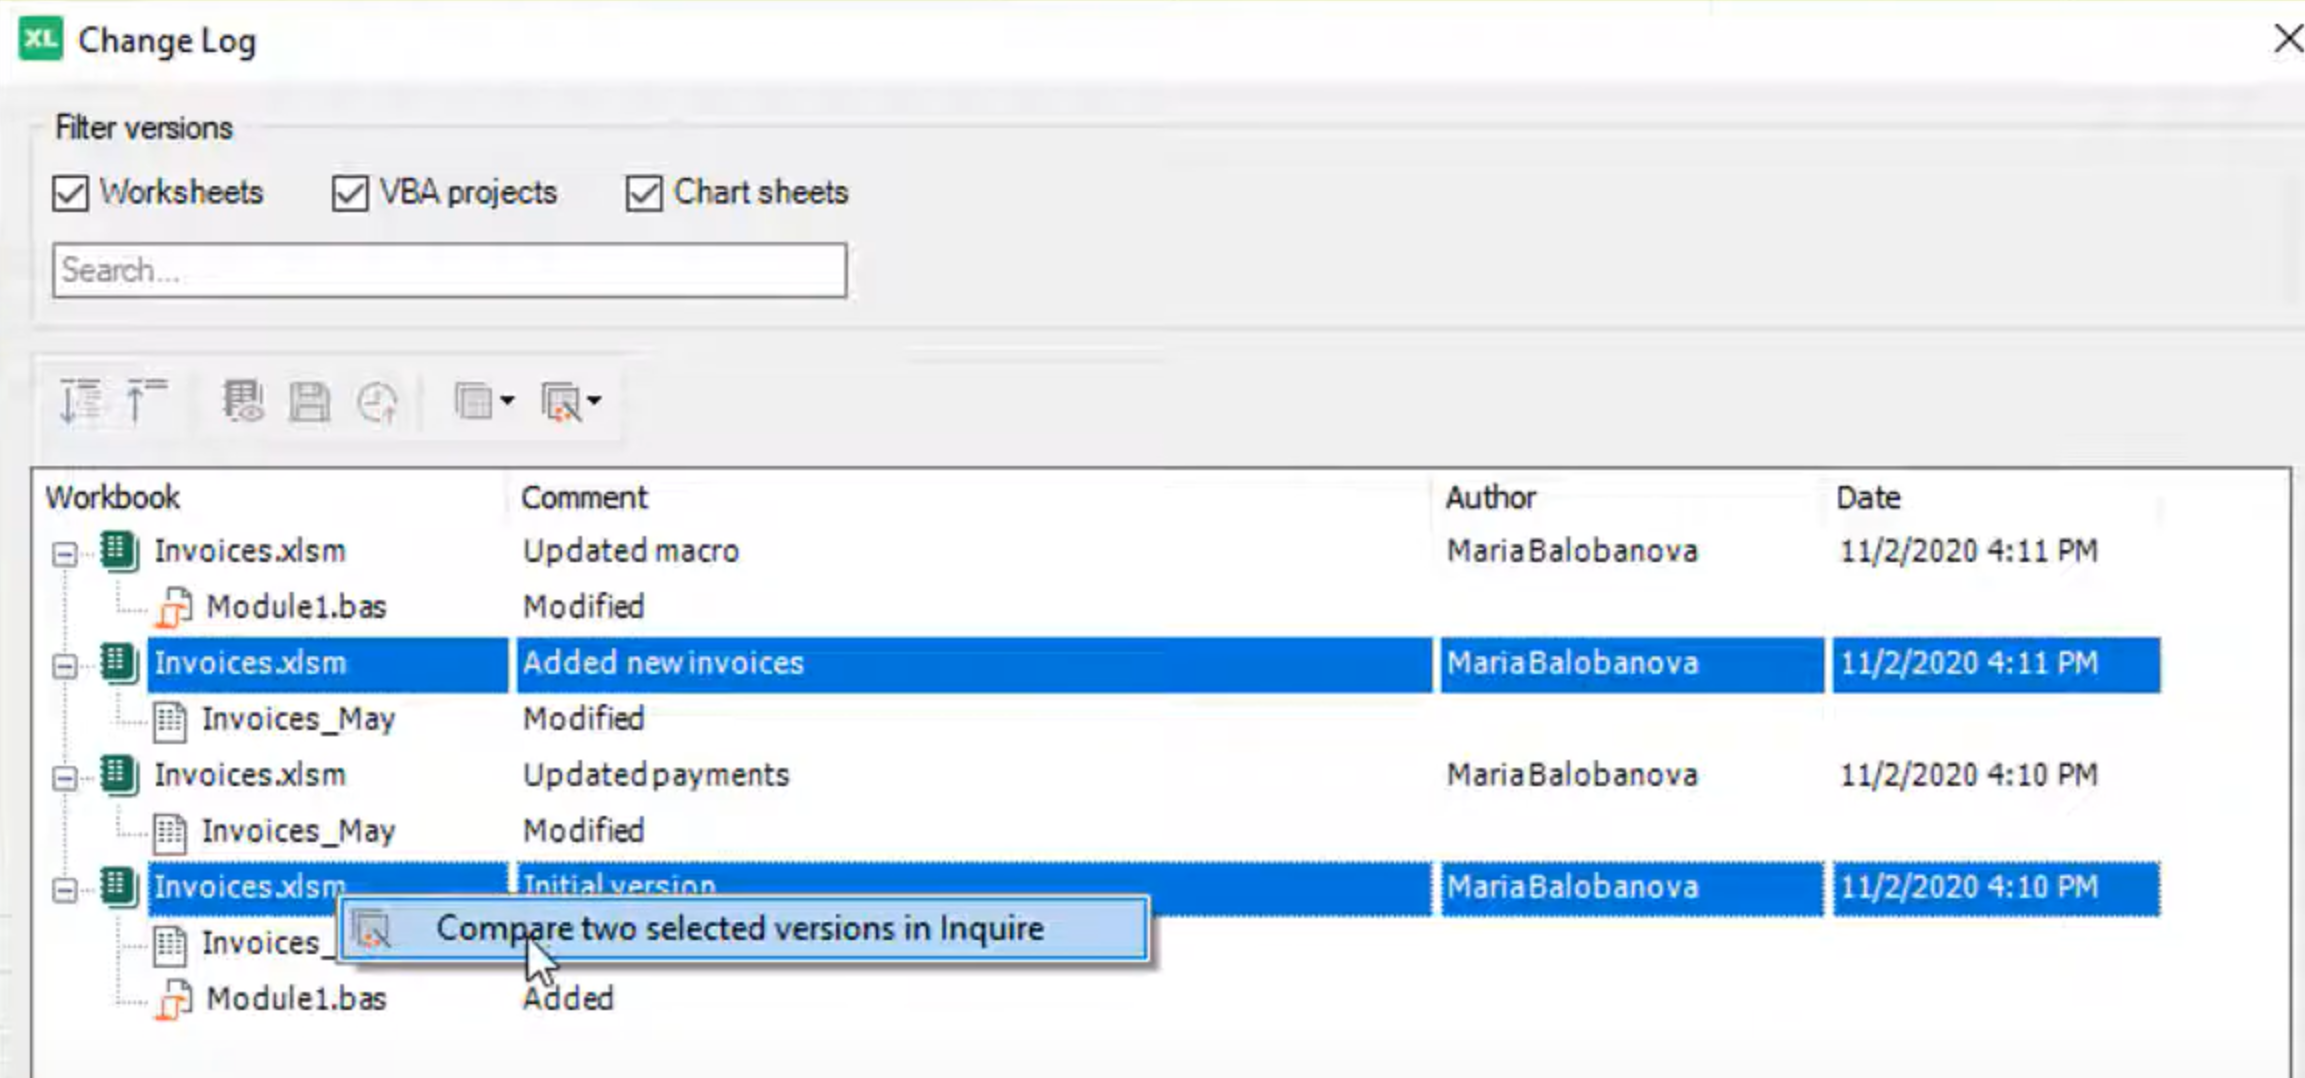 XL Change Log
Filter versions
Worksheets VBA projects Chart sheets
Search...
Workbook Comment Author Date
Invoices.xlsm Updated macro MariaBalobanova 11/2/2020 4:11 PM
Module1.bas Modified
Invoices.xlsm Added new invoices MariaBalobanova 11/2/2020 4:11 PM
Invoices_May Modified
Invoices.xlsm Updated payments MariaBalobanova 11/2/2020 4:10 PM
Invoices_May Modified
Invoices.xlsm Initial version MariaBalobanova 11/2/2020 4:10 PM
Compare two selected versions in Inquire
Invoices_
Module1.bas Added